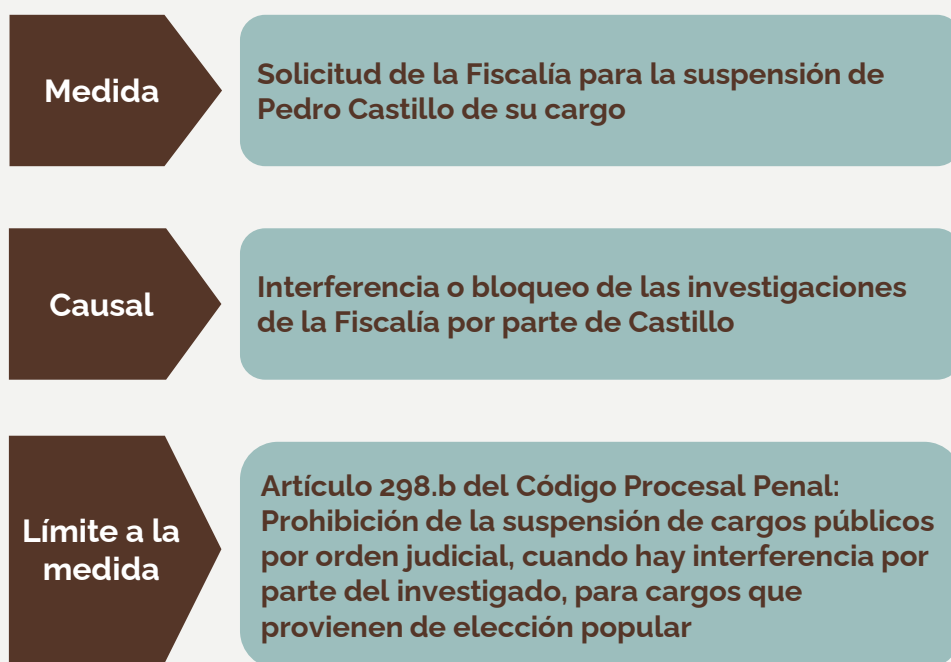 Medida
Solicitud de la Fiscalía para la suspensión de
Pedro Castillo de su cargo
Causal
Interferencia o bloqueo de las investigaciones
de la Fiscalía por parte de Castillo
Límite a la
medida
Artículo 298.b del Código Procesal Penal:
Prohibición de la suspensión de cargos públicos
por orden judicial, cuando hay interferencia por
parte del investigado, para cargos que
provienen de elección popular